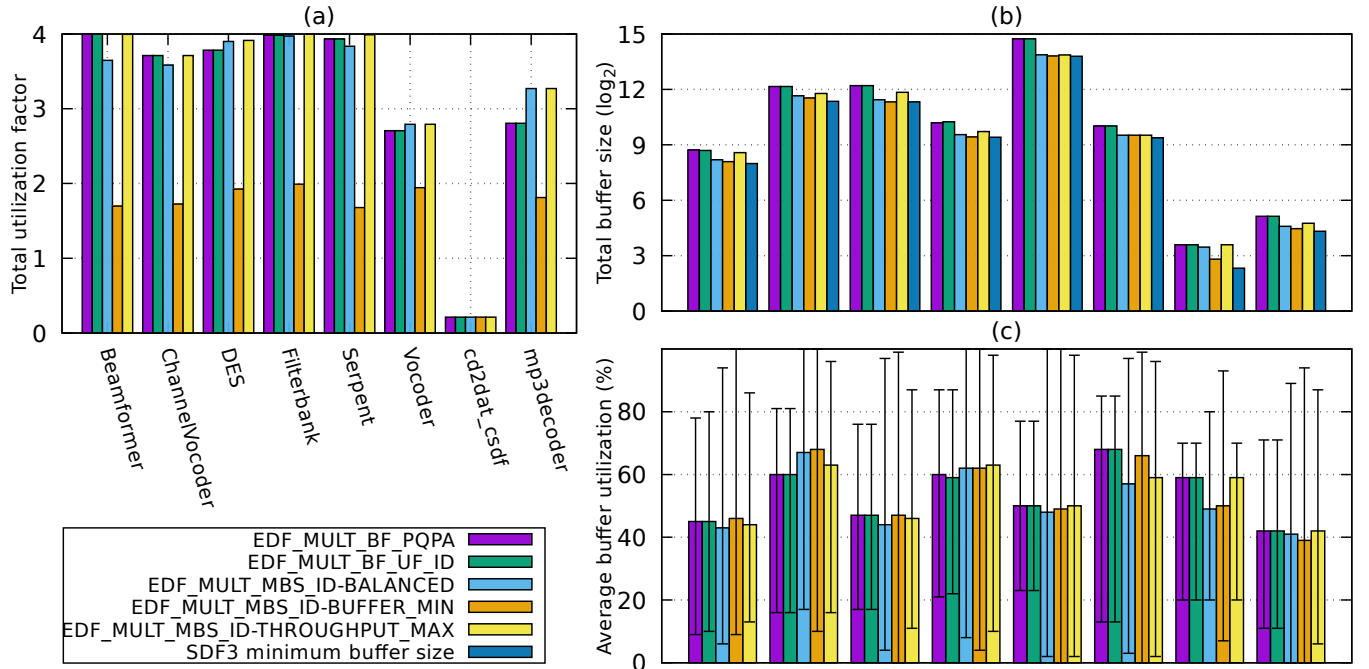 (a)
Total utilization factor
4
3
2
1
0
Beamformer
ChannelVocoder
DES
Filterbank
Serpent
Vocoder
cd2dat_csdf
mp3decoder
EDF_MULT_BF_PQPA
EDF_MULT_BF_UF_ID
EDF_MULT_MBS_ID-BALANCED
EDF_MULT_MBS_ID-BUFFER_MIN
EDF_MULT_MBS_ID-THROUGHPUT_MAX
SDF3 minimum buffer size
(b)
Total buffer size (log2)
15
12
9
6
3
0
(c)
Average buffer utilization (%)
80
60
40
20
0